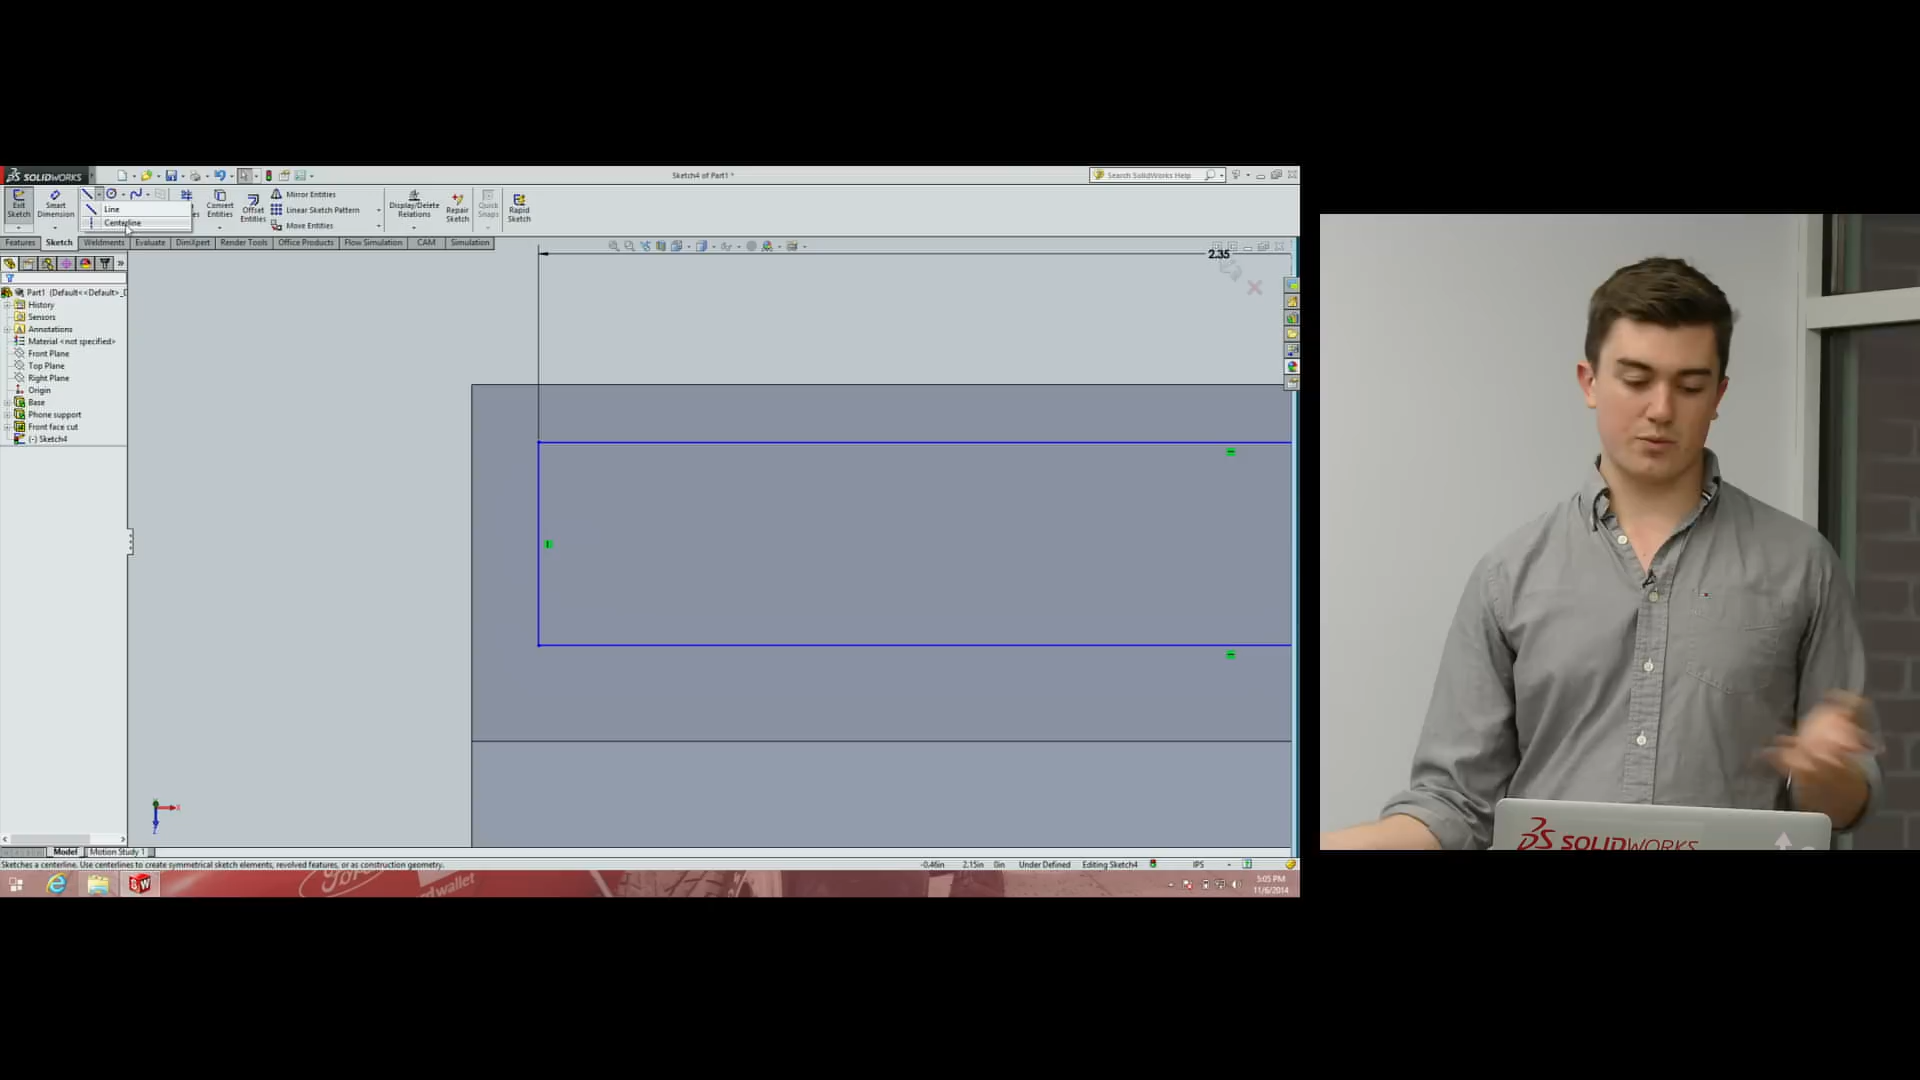 SOLIDWORKS
Sketch4 of Part1 *
Search SolidWorks Help
Exit Sketch
Smart Dimension
Line
Centerline
Convert Entities
Offset Entities
Mirror Entities
Linear Sketch Pattern
Move Entities
Display/Delete Relations
Repair Sketch
Quick Snaps
Rapid Sketch
Features Sketch Weldments Evaluate DimXpert Render Tools Office Products Flow Simulation CAM Simulation
2.35
Part1 (Default<<Default>_D
History
Sensors
Annotations
Material <not specified>
Front Plane
Top Plane
Right Plane
Origin
Base
Phone support
Front face cut
(-) Sketch4
Model Motion Study 1
Sketches a centerline. Use centerlines to create symmetrical sketch elements, revolved features, or as construction geometry.
-0.46in 2.15in 0in Under Defined Editing Sketch4 IPS
Ford
wallet
5:05 PM
11/6/2014
SOLIDWORKS